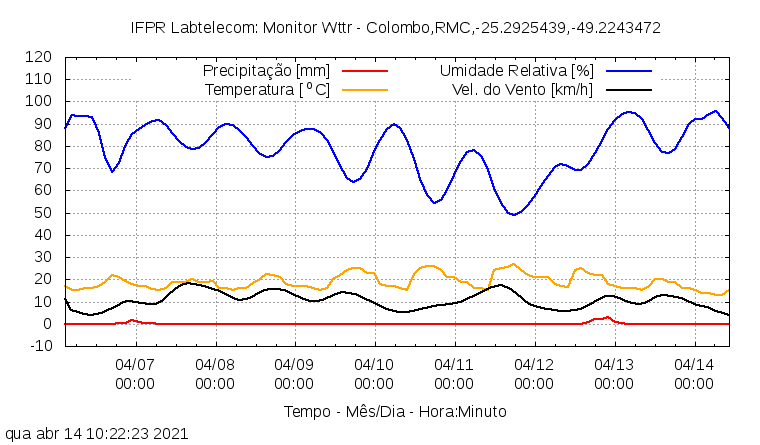 IFPR Labtelecom: Monitor Wttr - Colombo,RMC,-25.2925439,-49.2243472
120
110
100
90
80
70
60
50
40
30
20
10
0
-10
Precipitação [mm]
Temperatura [⁰C]
Umidade Relativa [%]
Vel. do Vento [km/h]
04/07 04/08 04/09 04/10 04/11 04/12 04/13 04/14
00:00 00:00 00:00 00:00 00:00 00:00 00:00 00:00
Tempo - Mês/Dia - Hora:Minuto
qua abr 14 10:22:23 2021